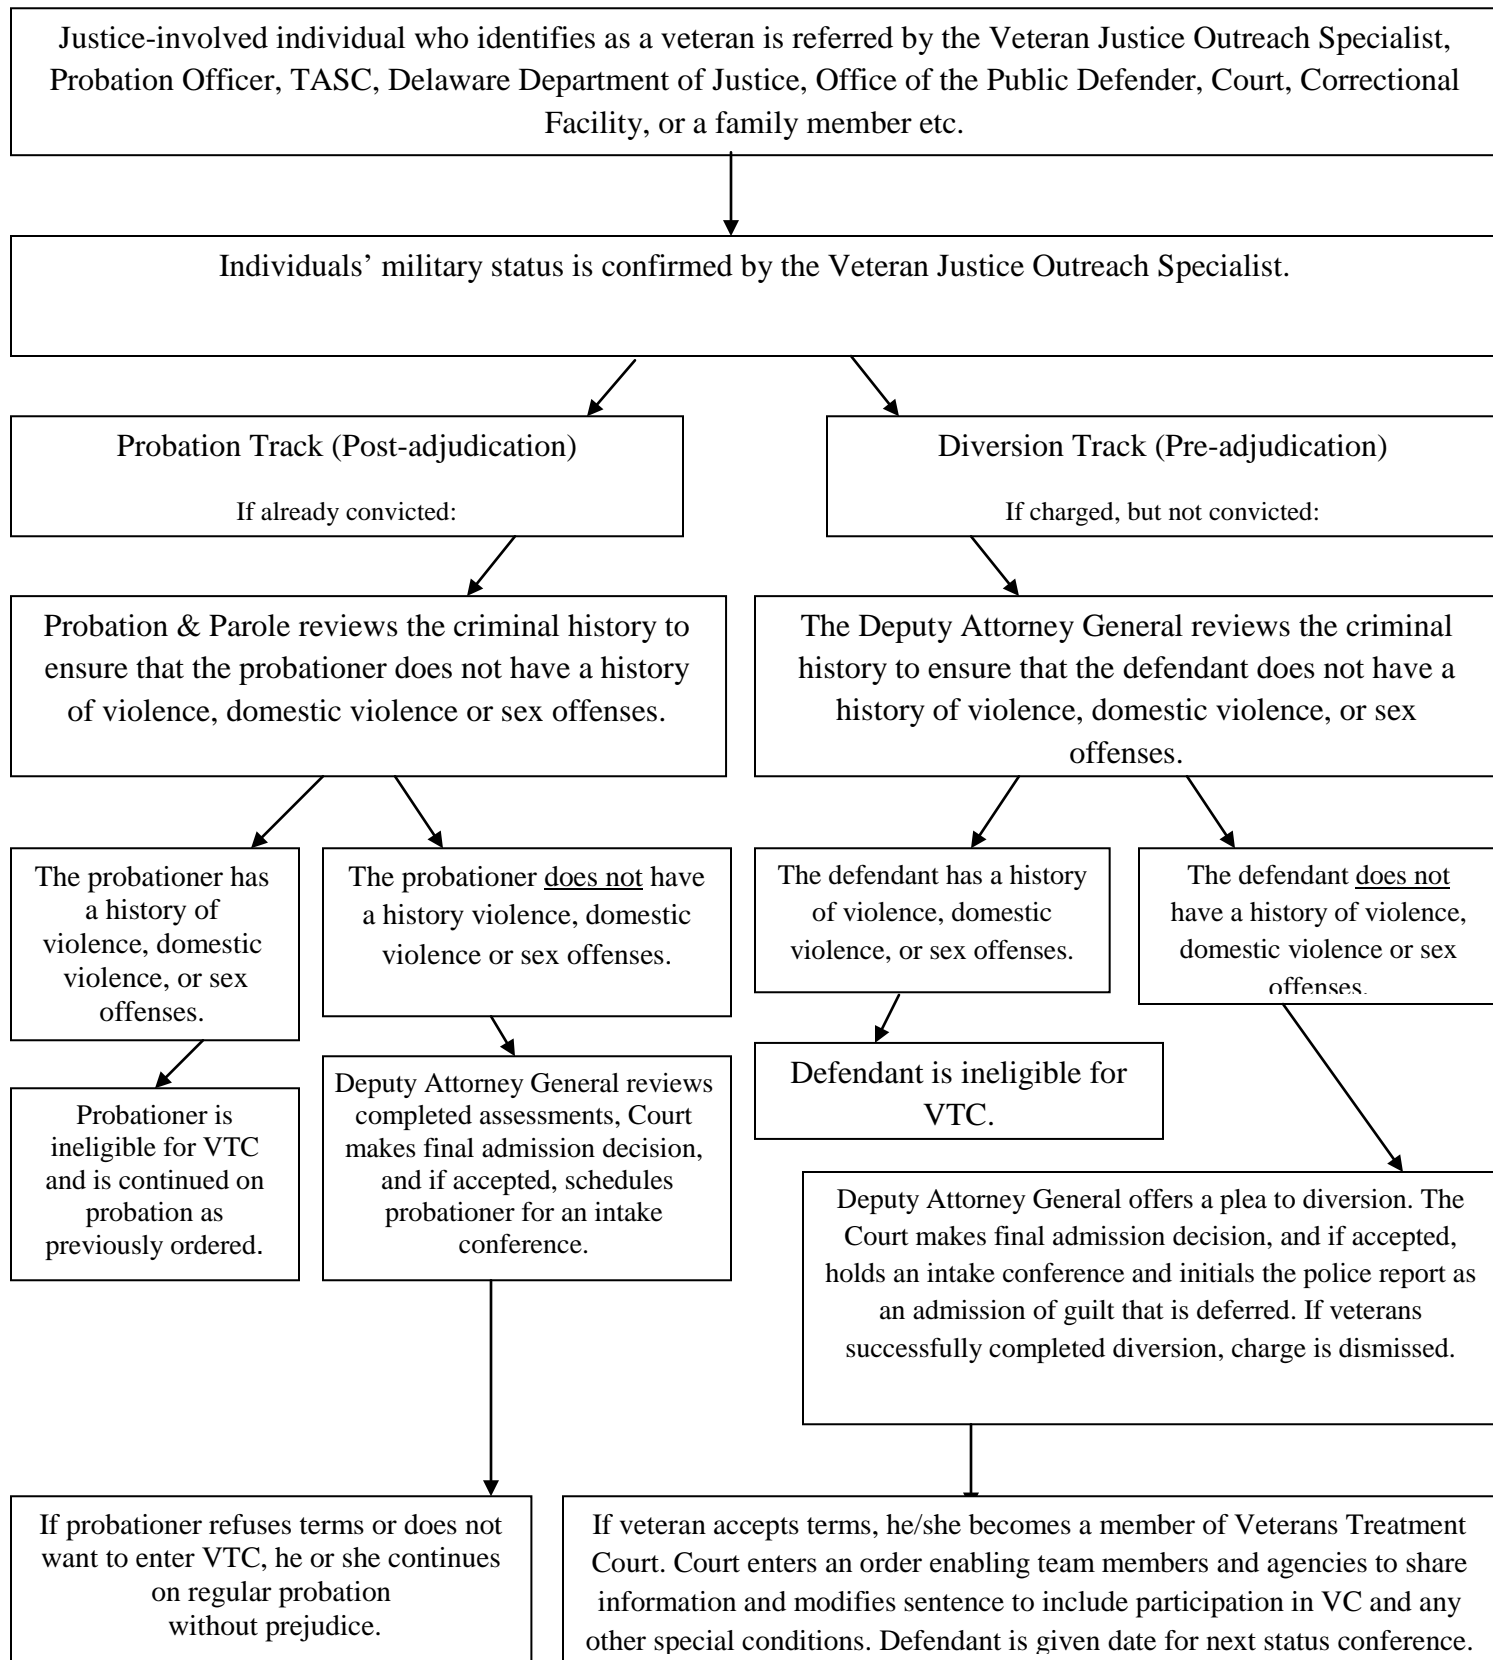 Justice-involved individual who identifies as a veteran is referred by the Veteran Justice Outreach Specialist,
Probation Officer, TASC, Delaware Department of Justice, Office of the Public Defender, Court, Correctional
Facility, or a family member etc.
Individuals’ military status is confirmed by the Veteran Justice Outreach Specialist.
Probation Track (Post-adjudication)
If already convicted:
Diversion Track (Pre-adjudication)
If charged, but not convicted:
Probation & Parole reviews the criminal history to
ensure that the probationer does not have a history
of violence, domestic violence or sex offenses.
The Deputy Attorney General reviews the criminal
history to ensure that the defendant does not have a
history of violence, domestic violence, or sex
offenses.
The probationer has
a history of
violence, domestic
violence, or sex
offenses.
The probationer does not have
a history violence, domestic
violence or sex offenses.
The defendant has a history
of violence, domestic
violence, or sex offenses.
The defendant does not
have a history of violence,
domestic violence or sex
offenses.
Probationer is
ineligible for VTC
and is continued on
probation as
previously ordered.
Deputy Attorney General reviews
completed assessments, Court
makes final admission decision,
and if accepted, schedules
probationer for an intake
conference.
Defendant is ineligible for
VTC.
Deputy Attorney General offers a plea to diversion. The
Court makes final admission decision, and if accepted,
holds an intake conference and initials the police report as
an admission of guilt that is deferred. If veterans
successfully completed diversion, charge is dismissed.
If probationer refuses terms or does not
want to enter VTC, he or she continues
on regular probation
without prejudice.
If veteran accepts terms, he/she becomes a member of Veterans Treatment
Court. Court enters an order enabling team members and agencies to share
information and modifies sentence to include participation in VC and any
other special conditions. Defendant is given date for next status conference.